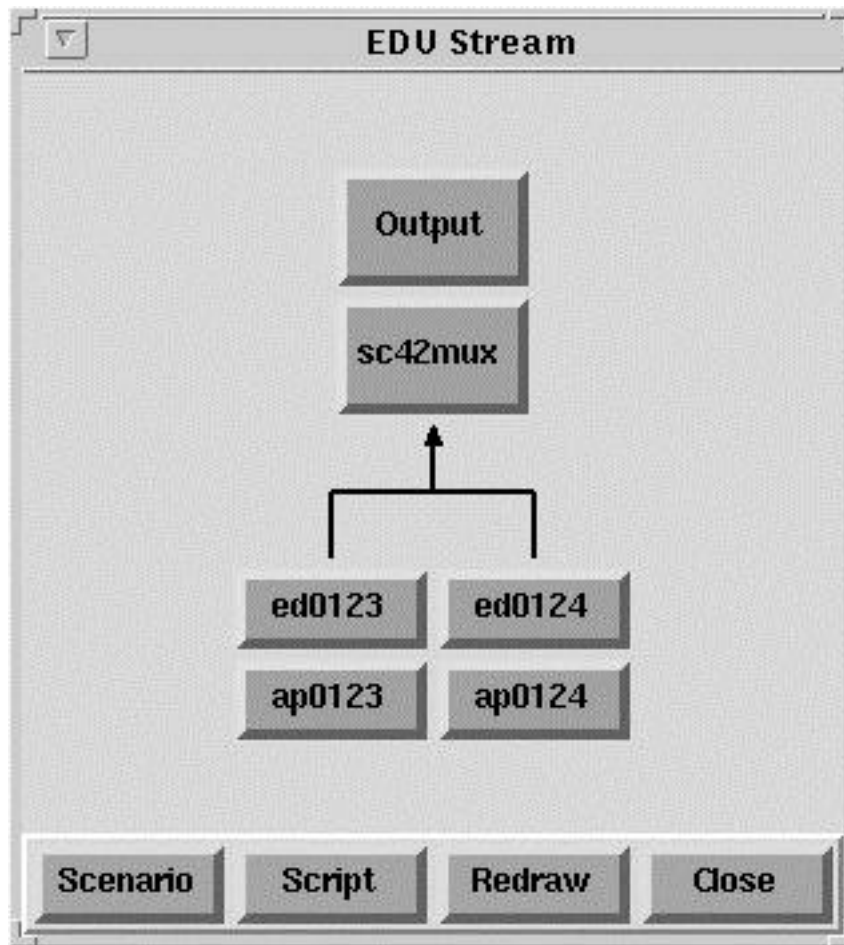 EDU Stream
Output
sc42mux
ed0123 ed0124
ap0123 ap0124
Scenario Script Redraw Close